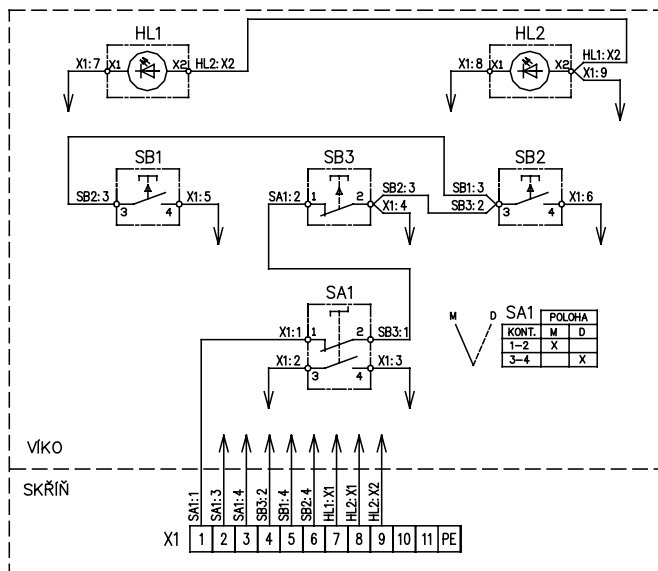 HL1
HL2
X1:7 X1 X2 HL2:X2
X1:8 X1 X2 HL1:X2
X1:9
SB1
SB3
SB2
SB2:3 3 4 X1:5
SA1:2 1 2 SB2:3
X1:4
SB1:3
SB3:2 3 4 X1:6
SA1
X1:1 1 2 SB3:1
X1:2 3 4 X1:3
M D SA1 POLOHA
KONT. M D
1-2 X
3-4 X
VÍKO
SKŘÍŇ
SA1:1
SA1:3
SA1:4
SB3:2
SB1:4
SB2:4
HL1:X1
HL2:X1
HL2:X2
X1 1 2 3 4 5 6 7 8 9 10 11 PE